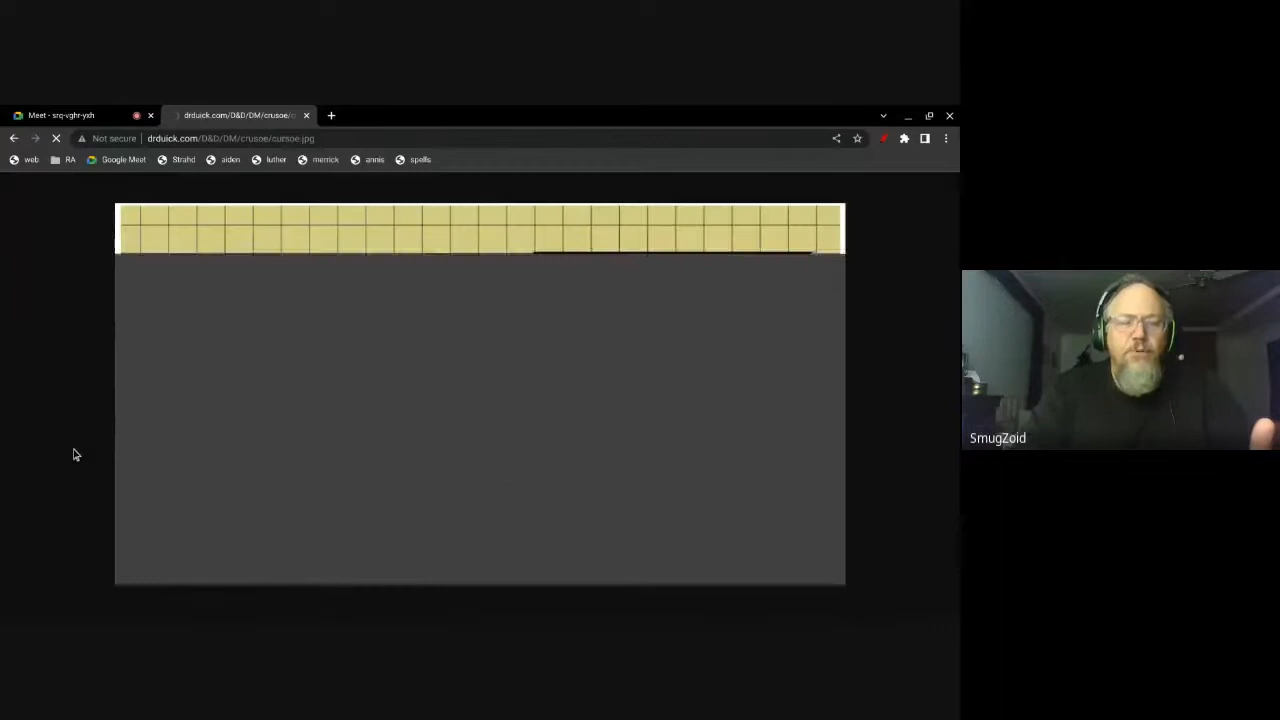 Meet - srq-vghr-yxh
drduick.com/D&D/DM/crusoe/c
Not secure
drduick.com/D&D/DM/crusoe/cursoe.jpg
web RA Google Meet Strahd aiden luther merrick annis spells
SmugZoid